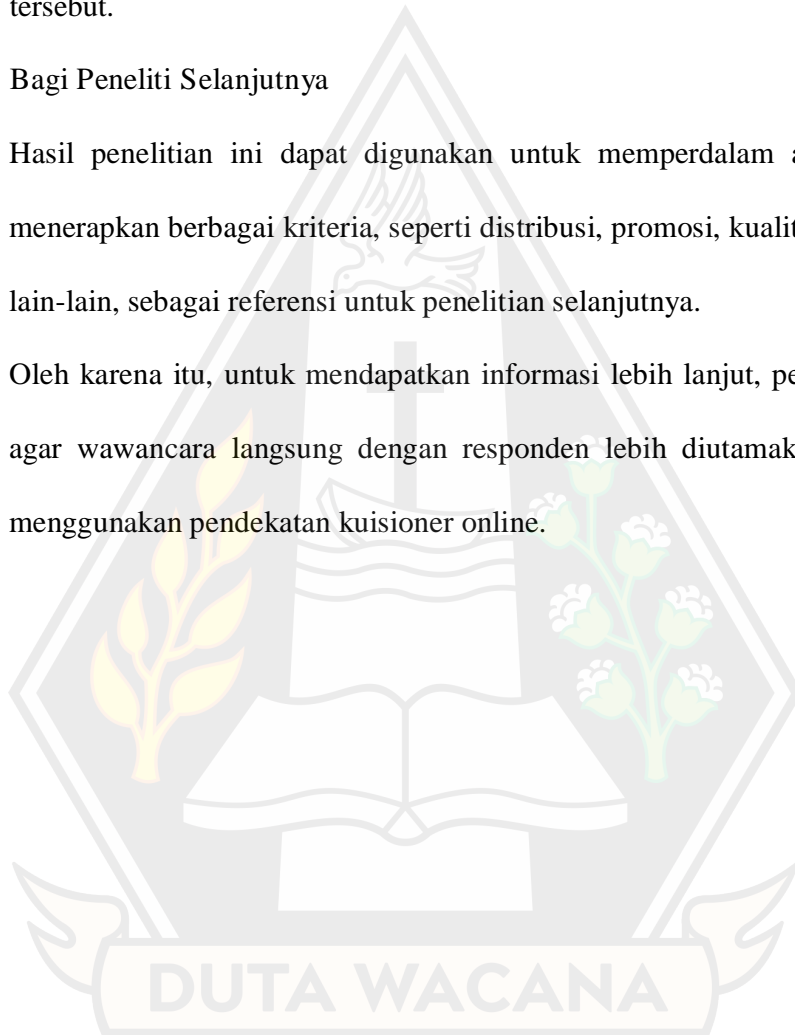 tersebut.
Bagi Peneliti Selanjutnya
Hasil penelitian ini dapat digunakan untuk memperdalam
menerapkan berbagai kriteria, seperti distribusi, promosi,
lain-lain, sebagai referensi untuk penelitian selanjutnya.
Oleh karena itu, untuk mendapatkan informasi lebih lanjut,
agar wawancara langsung dengan responden lebih
menggunakan pendekatan kuisioner online.
DUTA WACANA